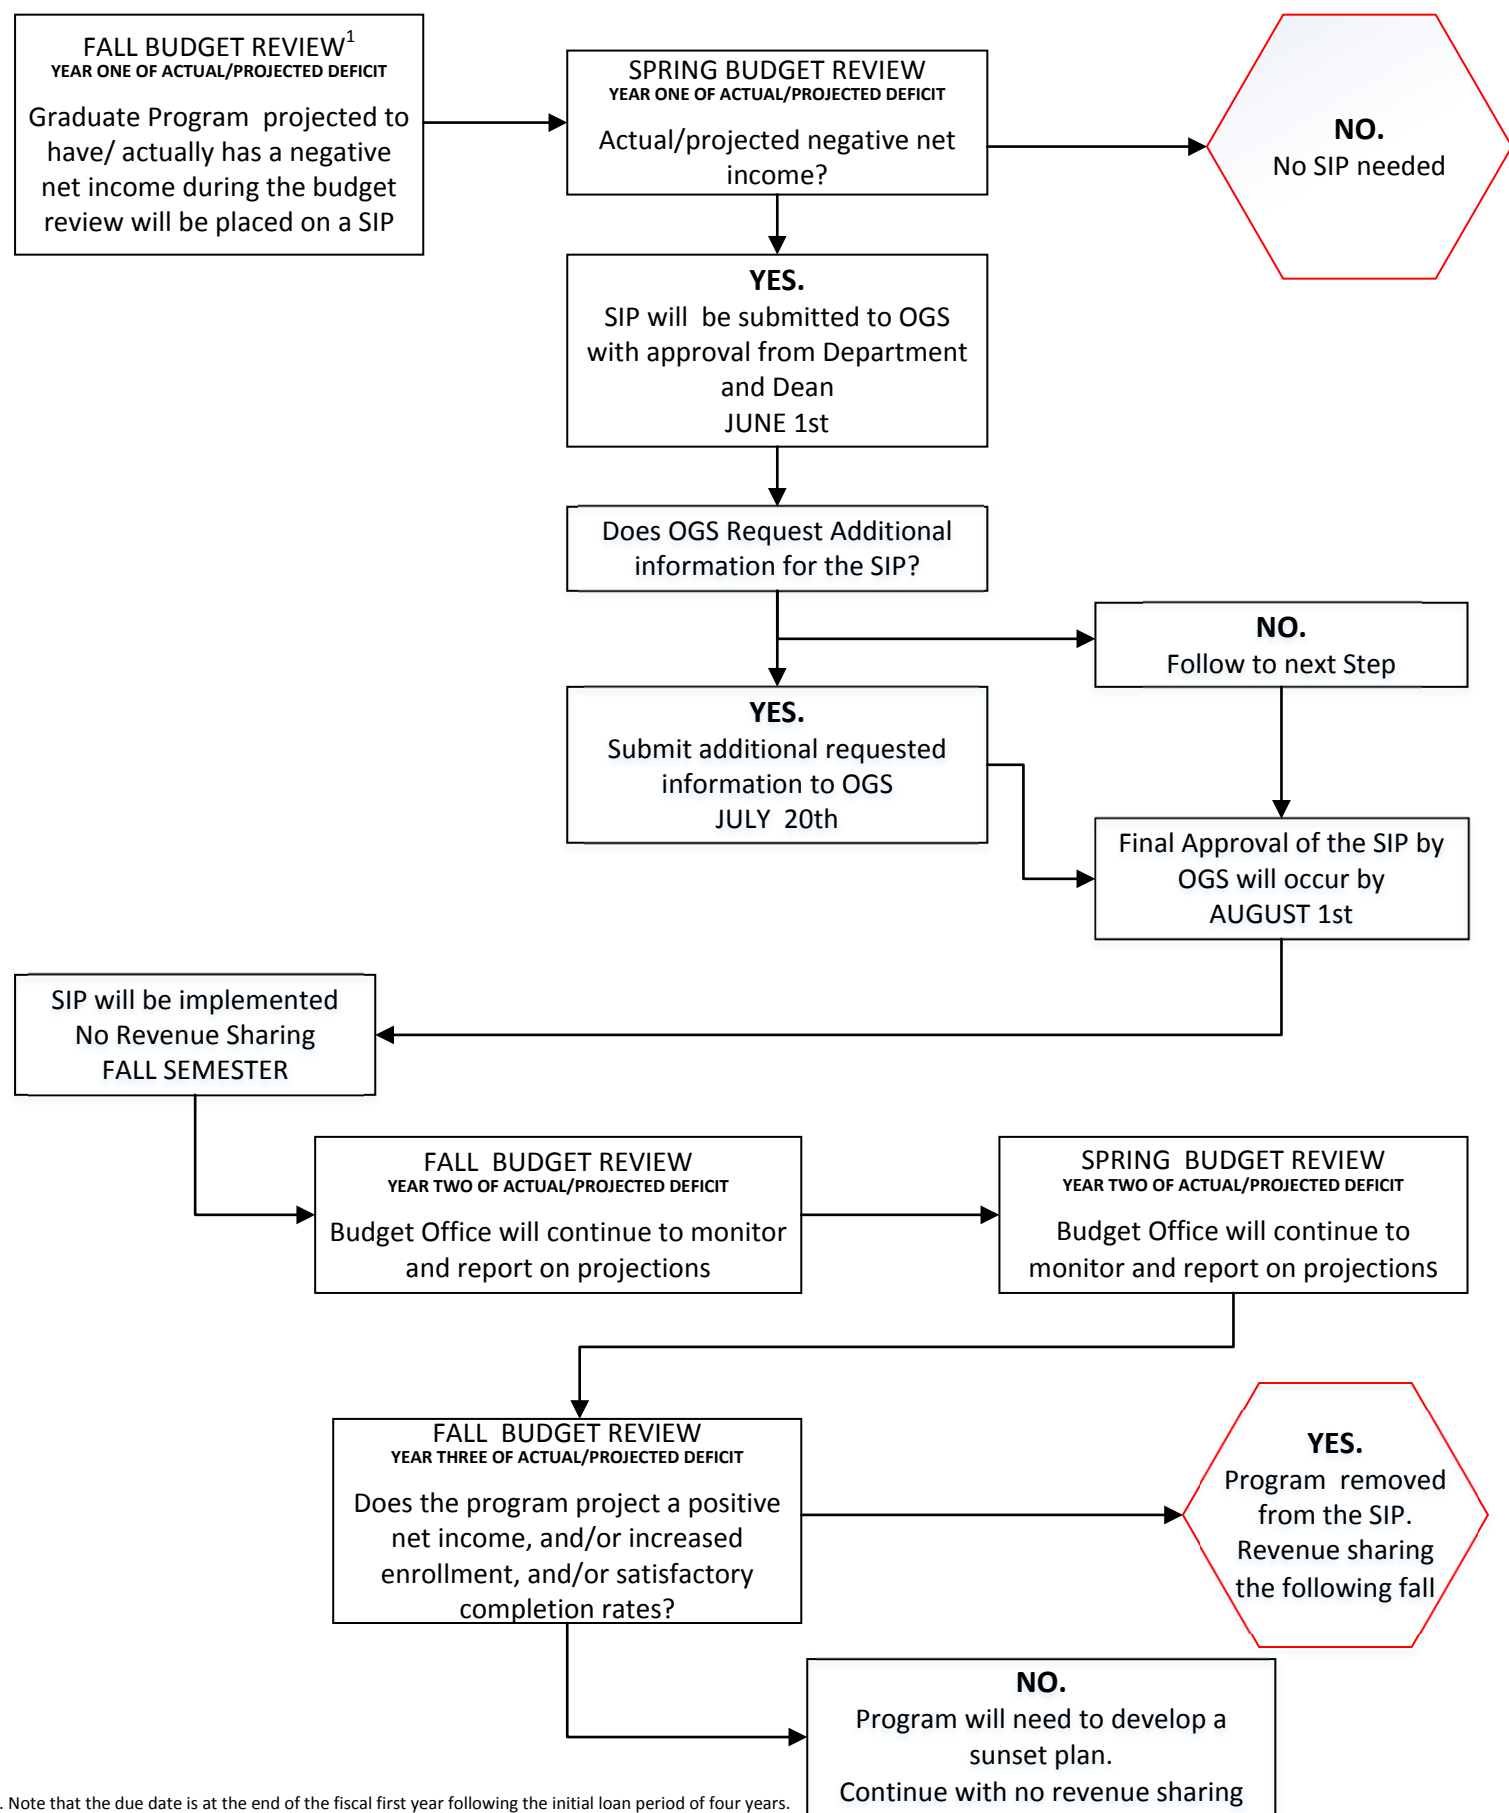 FALL BUDGET REVIEW1
YEAR ONE OF ACTUAL/PROJECTED DEFICIT
Graduate Program projected to
have/ actually has a negative
net income during the budget
review will be placed on a SIP
SPRING BUDGET REVIEW
YEAR ONE OF ACTUAL/PROJECTED DEFICIT
Actual/projected negative net
income?
NO.
No SIP needed
YES.
SIP will be submitted to OGS
with approval from Department
and Dean
JUNE 1st
Does OGS Request Additional
information for the SIP?
NO.
Follow to next Step
YES.
Submit additional requested
information to OGS
JULY 20th
Final Approval of the SIP by
OGS will occur by
AUGUST 1st
SIP will be implemented
No Revenue Sharing
FALL SEMESTER
FALL BUDGET REVIEW
YEAR TWO OF ACTUAL/PROJECTED DEFICIT
Budget Office will continue to monitor
and report on projections
SPRING BUDGET REVIEW
YEAR TWO OF ACTUAL/PROJECTED DEFICIT
Budget Office will continue to
monitor and report on projections
FALL BUDGET REVIEW
YEAR THREE OF ACTUAL/PROJECTED DEFICIT
Does the program project a positive
net income, and/or increased
enrollment, and/or satisfactory
completion rates?
YES.
Program removed
from the SIP.
Revenue sharing
the following fall
NO.
Program will need to develop a
sunset plan.
Continue with no revenue sharing
. Note that the due date is at the end of the fiscal first year following the initial loan period of four years.